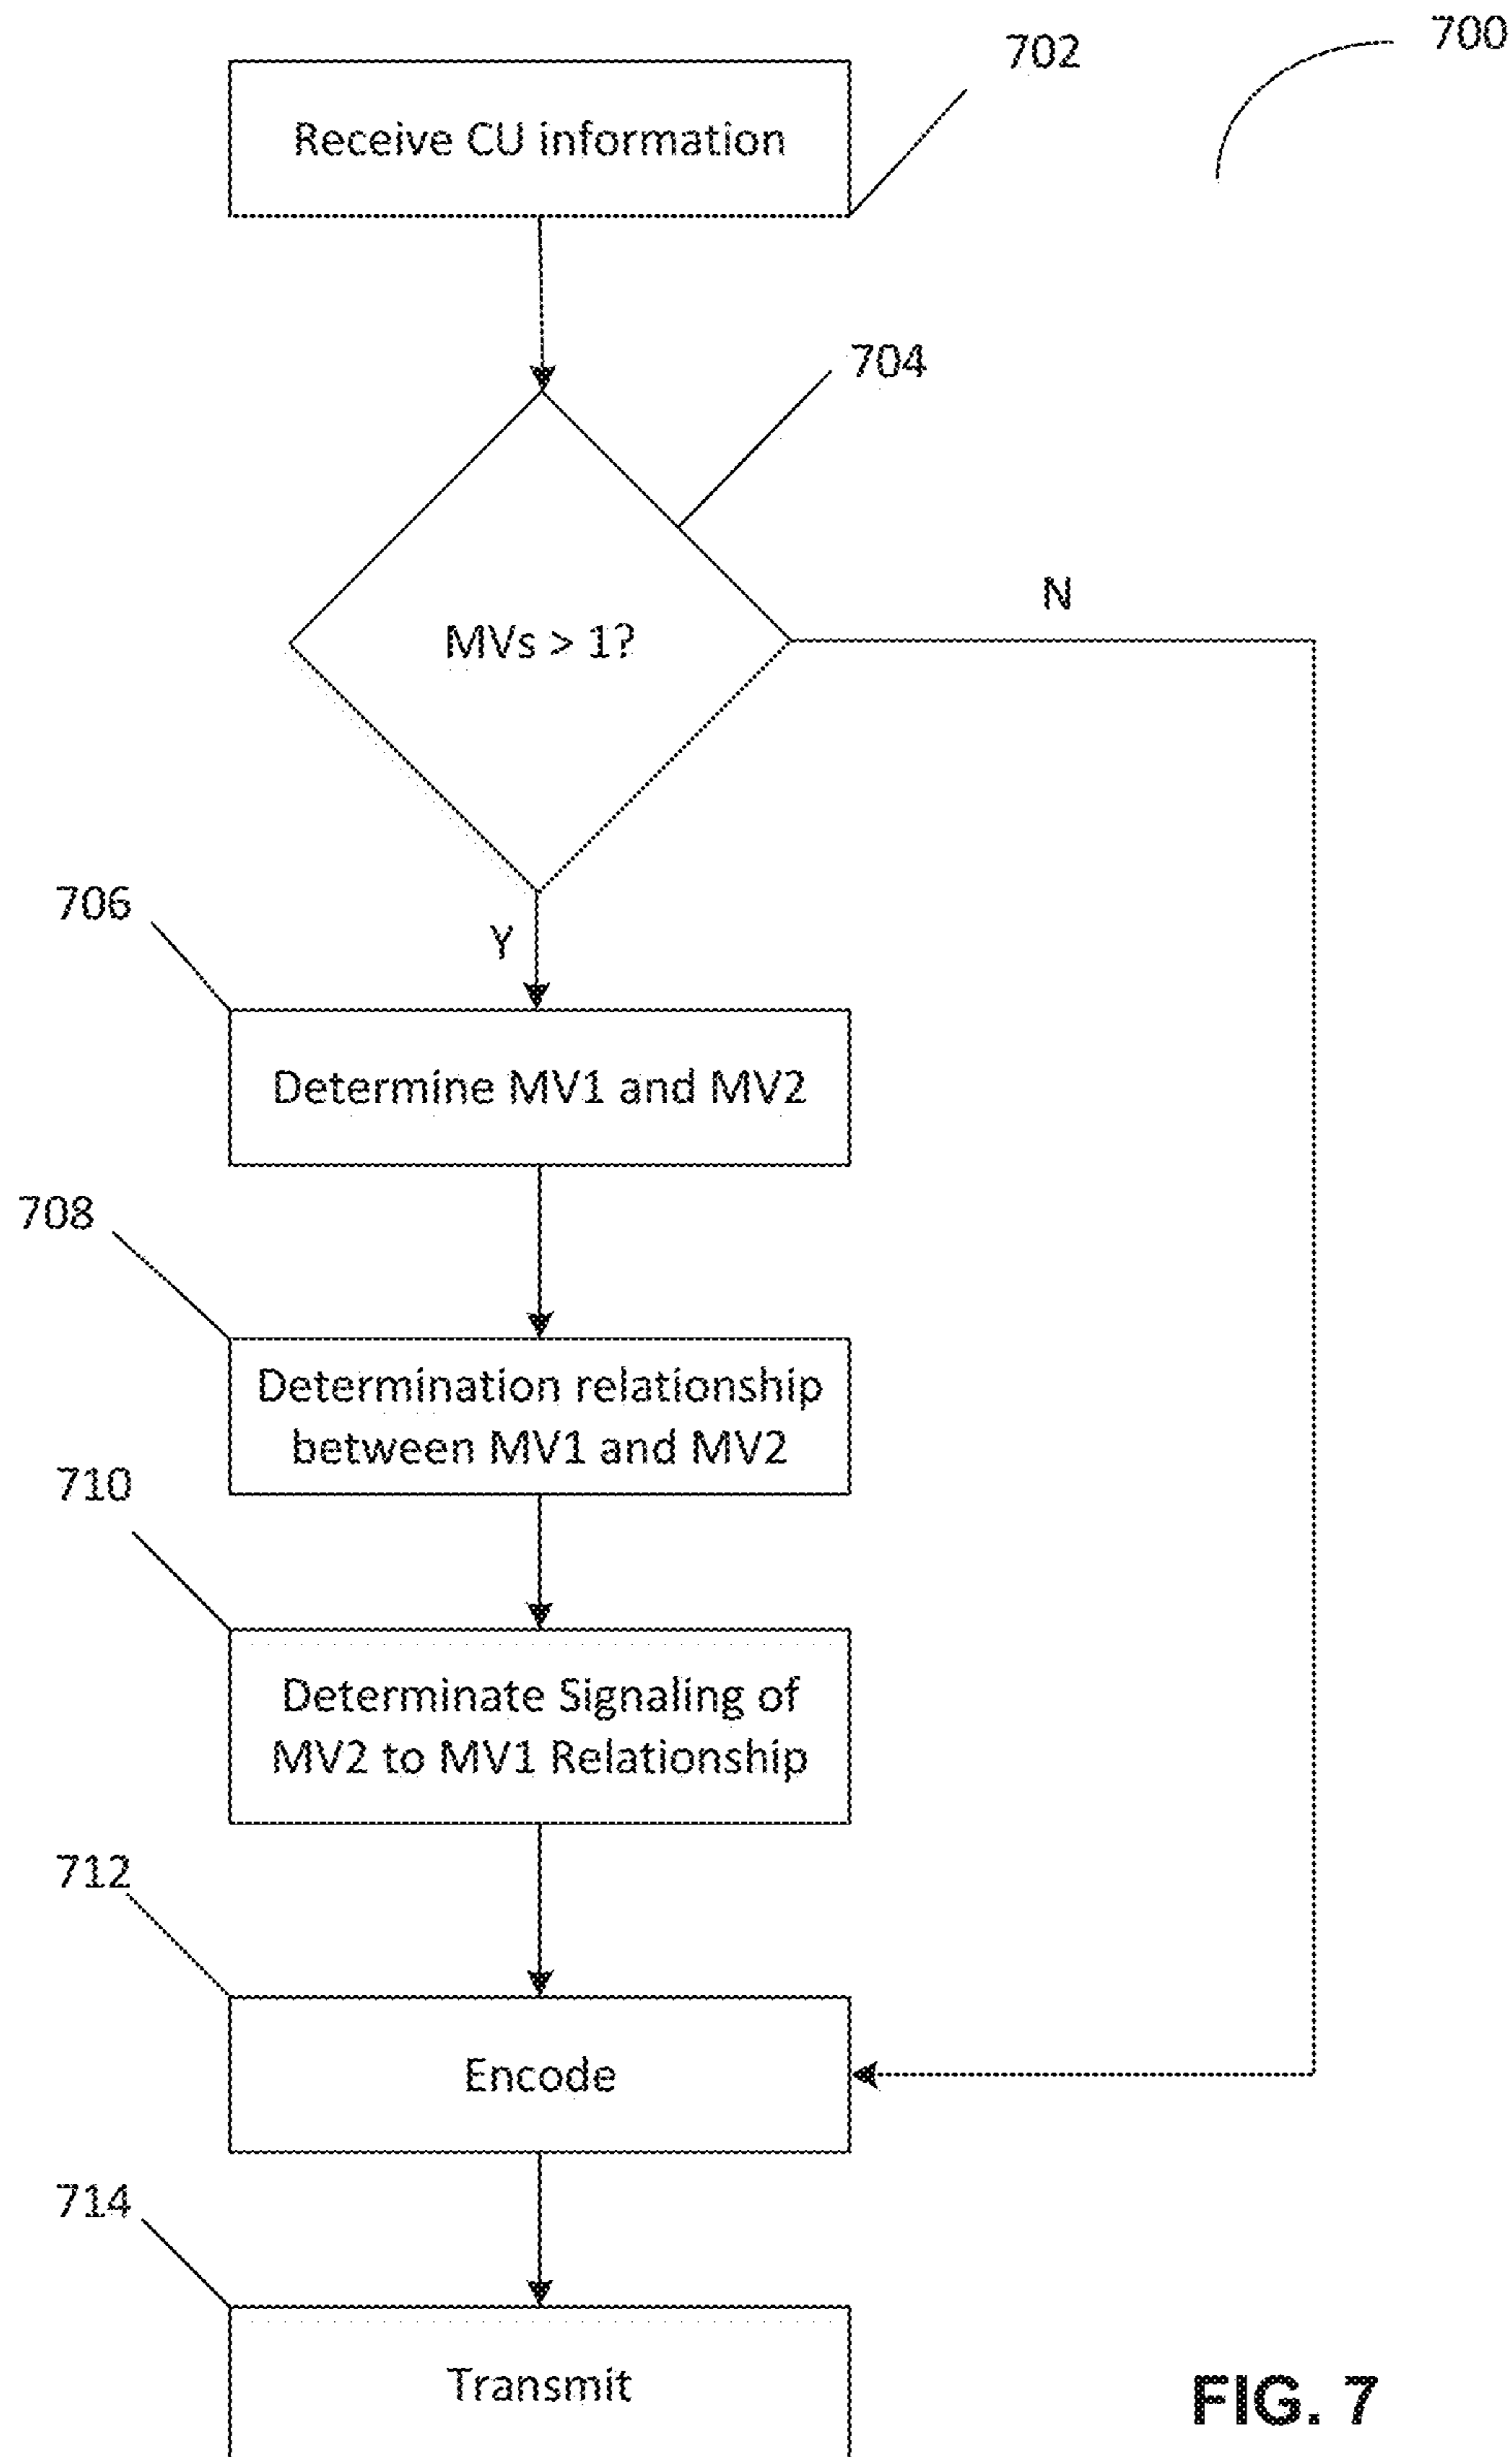 700
702
Receive CU information
704
N
MVs > 1?
706
Y
Determine MV1 and MV2
708
Determination relationship
between MV1 and MV2
710
Determinate Signaling of
MV2 to MV1 Relationship
712
Encode
714
Transmit
FIG. 7